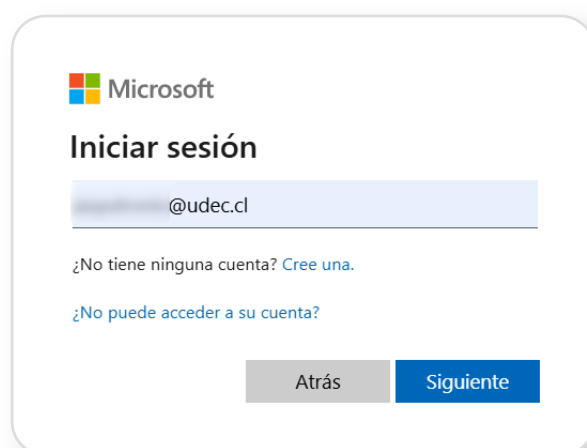 Microsoft
Iniciar sesión
@udec.cl
¿No tiene ninguna cuenta? Cree una.
¿No puede acceder a su cuenta?
Atrás
Siguiente